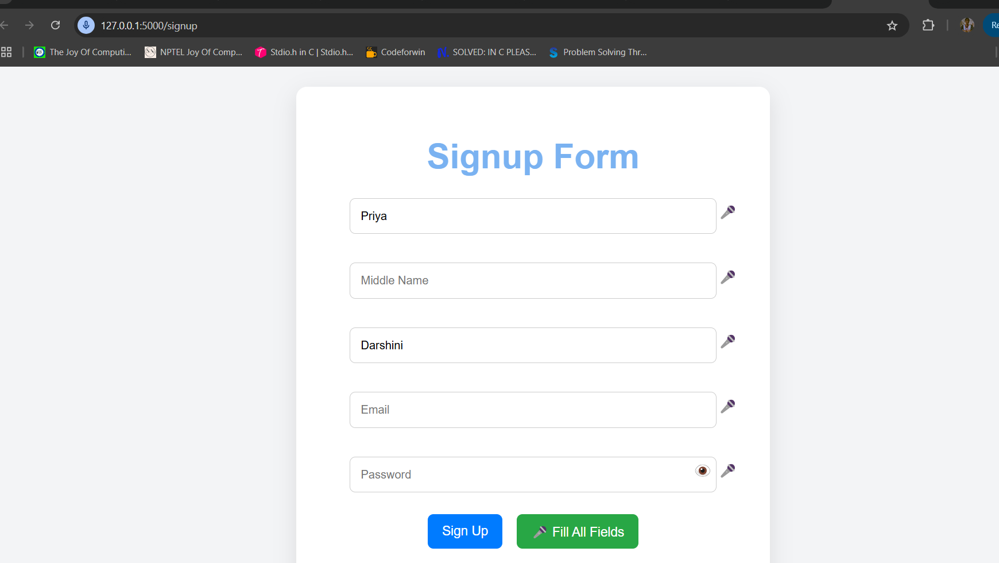 127.0.0.1:5000/signup
Re
The Joy Of Computi... NPTEL Joy Of Comp... Stdio.h in C | Stdio.h... Codeforwin SOLVED: IN C PLEAS... Problem Solving Thr...
Signup Form
Priya
Middle Name
Darshini
Email
Password
Sign Up
Fill All Fields